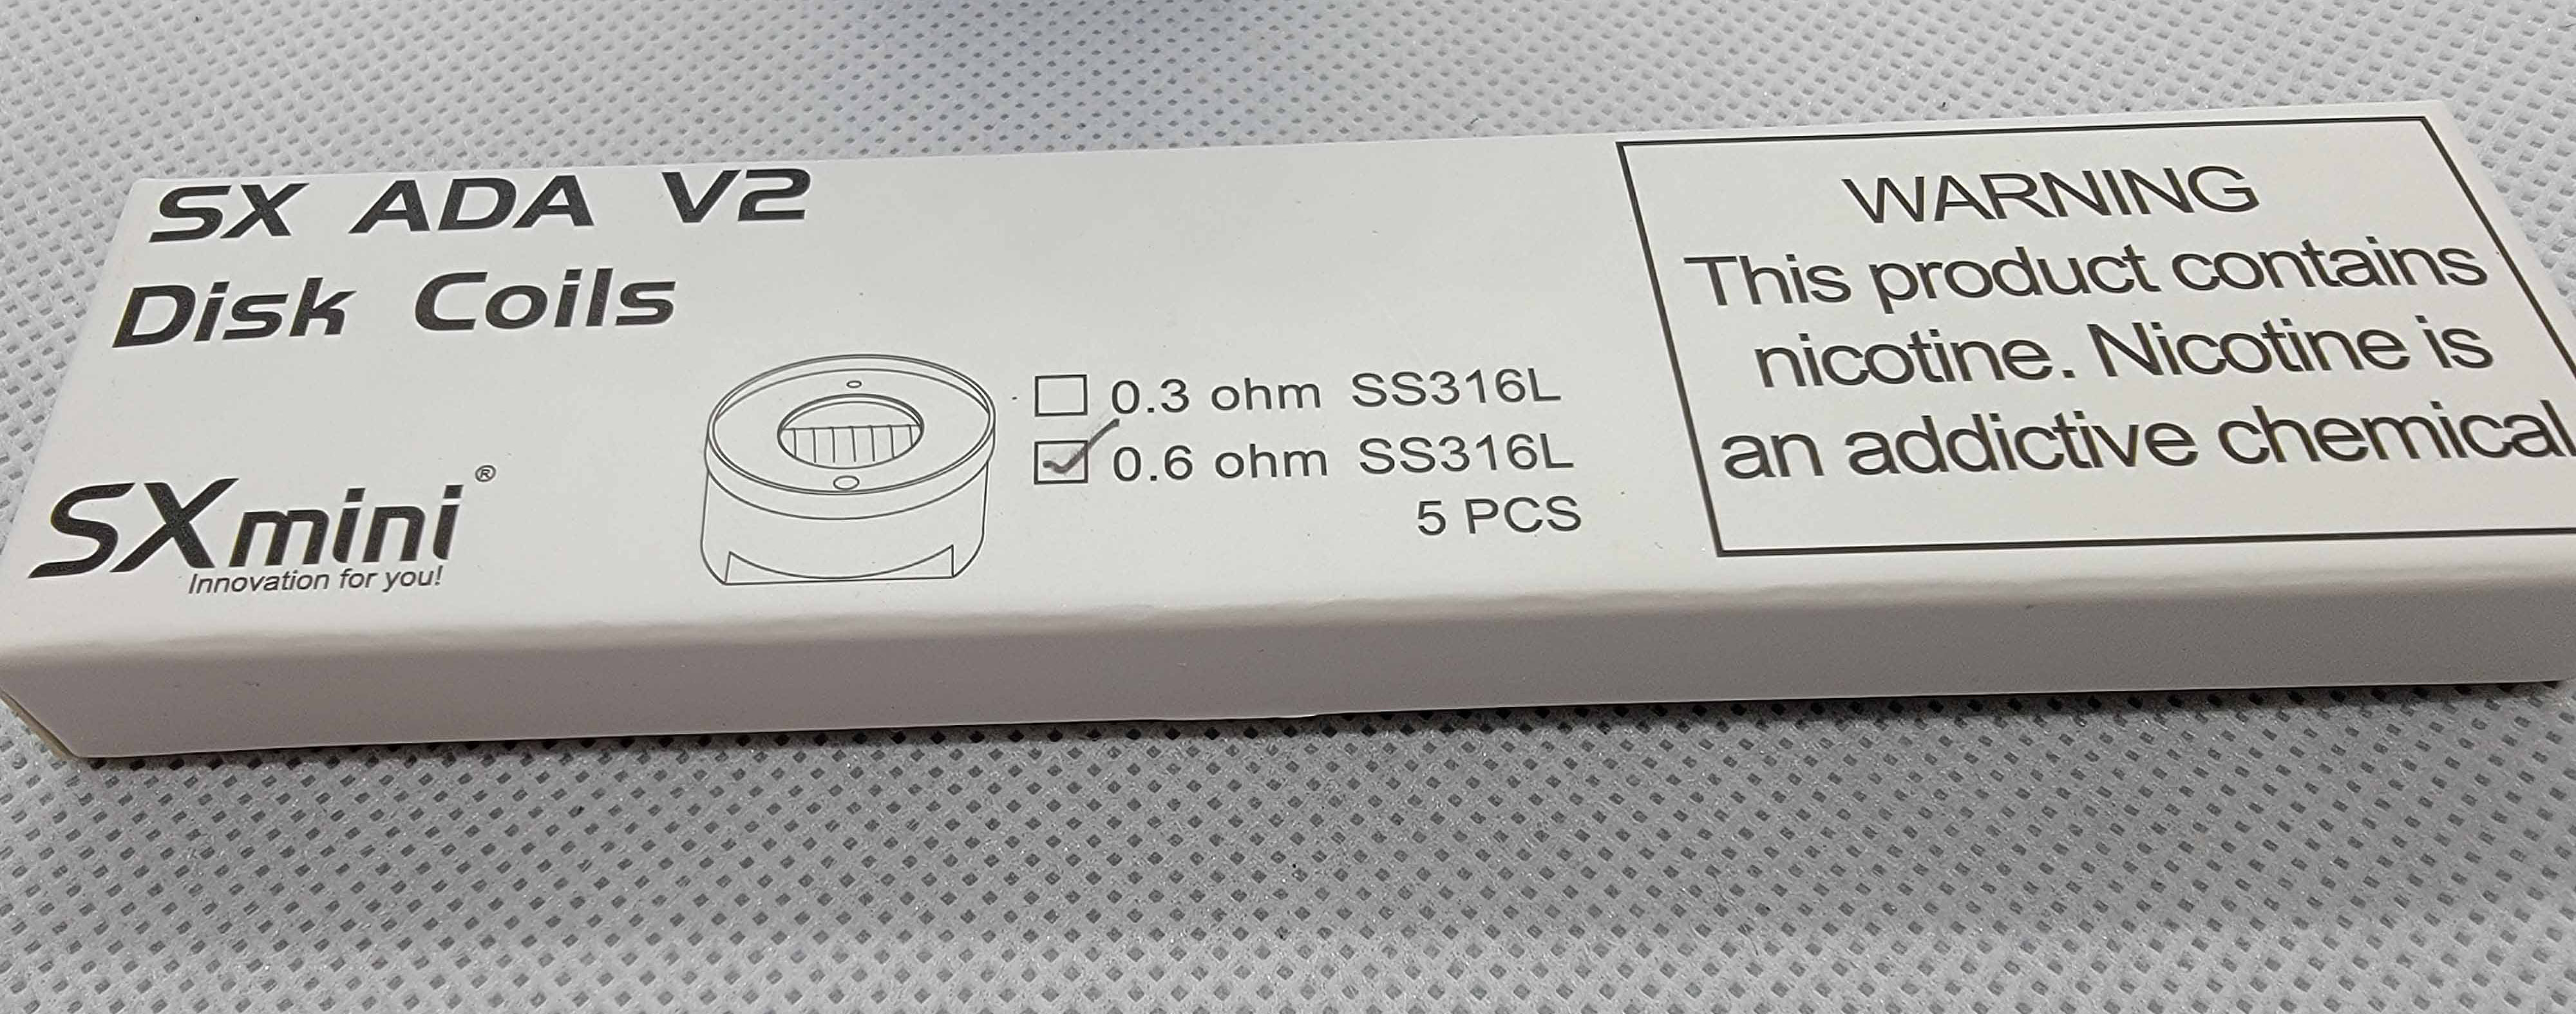 SX ADA V2
Disk Coils
SXmini®
Innovation for you!
0.3 ohm SS316L
0.6 ohm SS316L
5 PCS
WARNING
This product contains
nicotine. Nicotine is
an addictive chemical